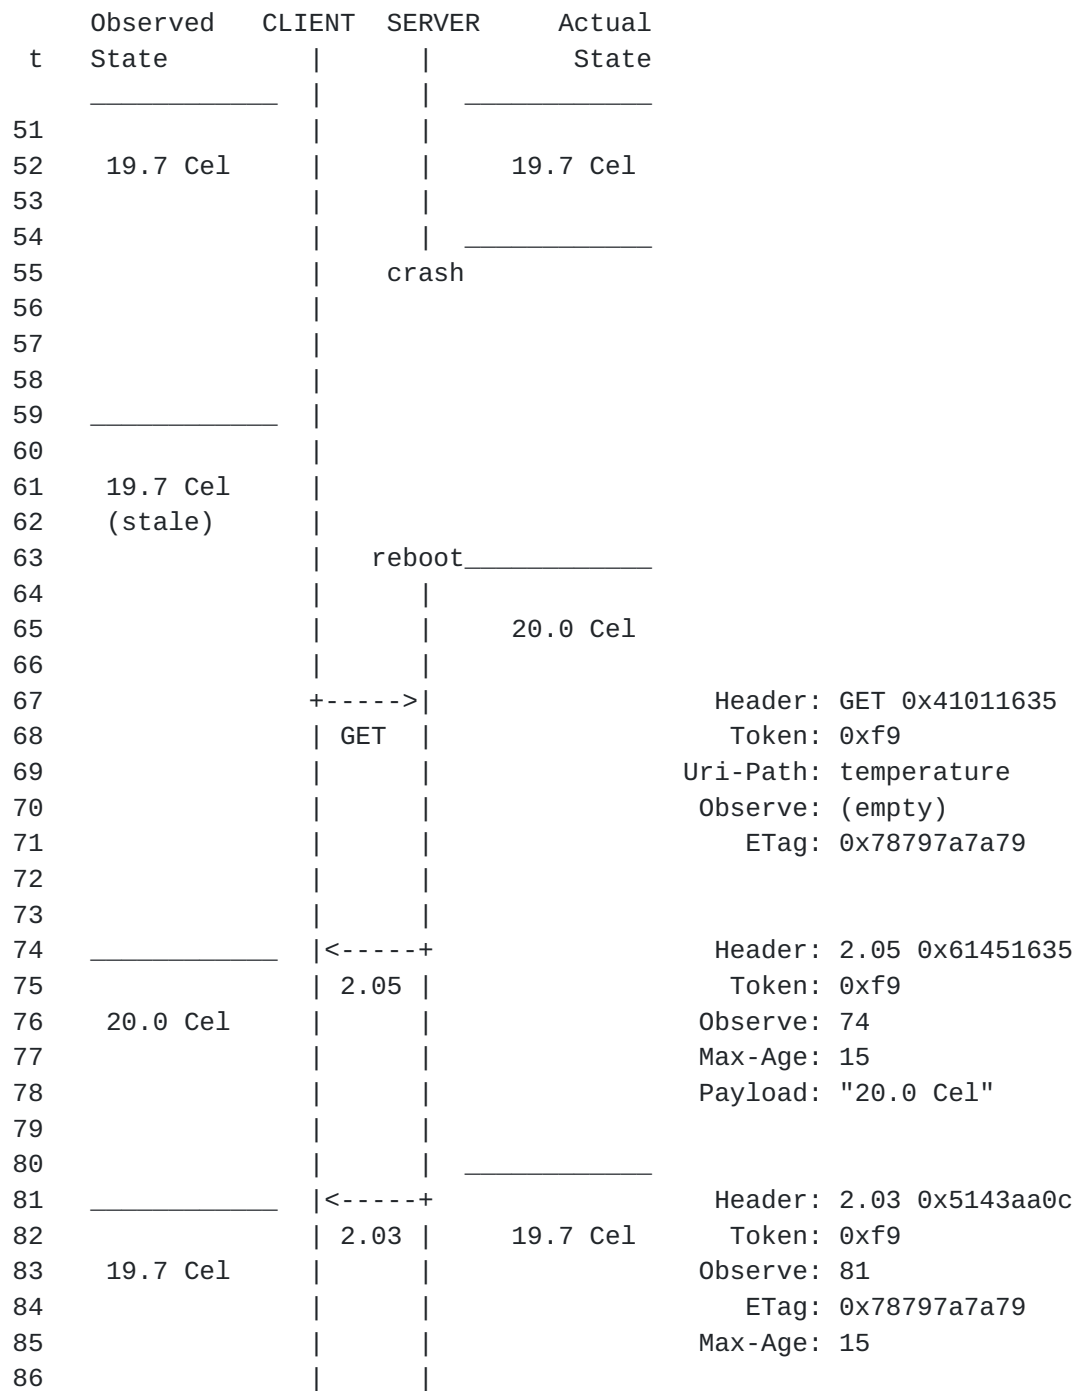 Observed   CLIENT  SERVER     Actual
 t   State         |      |         State
     ____________  |      |  ____________
51                 |      |
52    19.7 Cel     |      |     19.7 Cel
53                 |      |
54                 |      |  ____________
55                 |    crash
56                 |
57                 |
58                 |
59   ____________  |
60                 |
61    19.7 Cel     |
62    (stale)      |
63                 |   reboot____________
64                 |      |
65                 |      |     20.0 Cel
66                 |      |
67                 +----->|                  Header: GET 0x41011635
68                 | GET  |                   Token: 0xf9
69                 |      |                Uri-Path: temperature
70                 |      |                 Observe: (empty)
71                 |      |                    ETag: 0x78797a7a79
72                 |      |
73                 |      |
74   ____________  |<-----+                  Header: 2.05 0x61451635
75                 | 2.05 |                   Token: 0xf9
76    20.0 Cel     |      |                 Observe: 74
77                 |      |                 Max-Age: 15
78                 |      |                 Payload: "20.0 Cel"
79                 |      |
80                 |      |  ____________
81   ____________  |<-----+                  Header: 2.03 0x5143aa0c
82                 | 2.03 |     19.7 Cel      Token: 0xf9
83    19.7 Cel     |      |                 Observe: 81
84                 |      |                    ETag: 0x78797a7a79
85                 |      |                 Max-Age: 15
86                 |      |